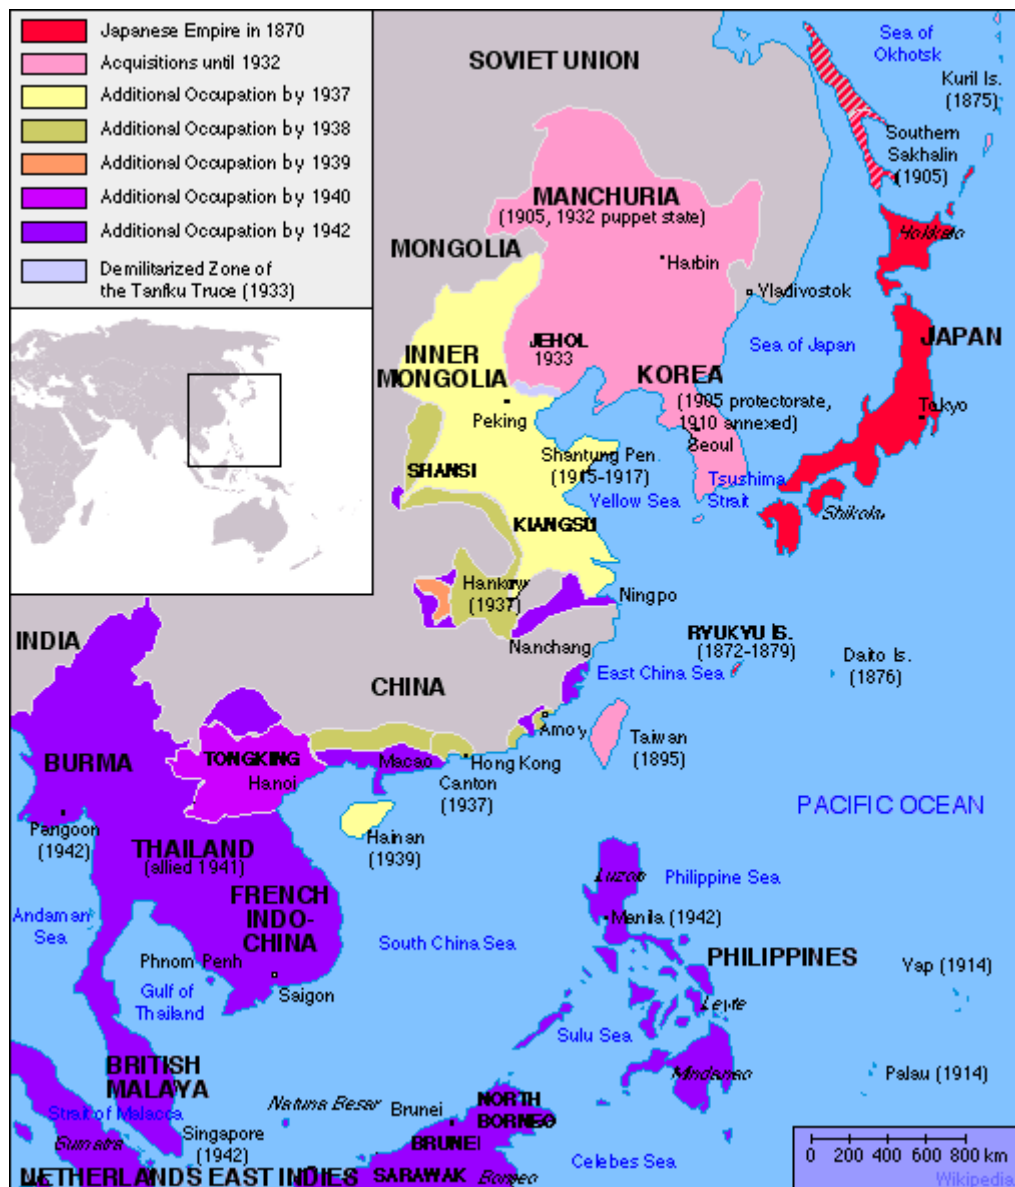 Japanese Empire in 1870
Acquisitions until 1932
Additional Occupation by 1937
Additional Occupation by 1938
Additional Occupation by 1939
Additional Occupation by 1940
Additional Occupation by 1942
Demilitarized Zone of
the Tanfku Truce (1933)
SOVIET UNION
Sea of
Okhotsk
Kuril Is.
(1875)
Southern
Sakhalin
(1905)
MANCHURIA
(1905, 1932 puppet state)
Hokkaido
MONGOLIA
Harbin
Vladivostok
JAPAN
JEHOL
1933
Sea of Japan
INNER
MONGOLIA
KOREA
(1905 protectorate,
1910 annexed)
Tokyo
Peking
Seoul
Shantung Pen.
(1915-1917)
SHANSI
Tsushima
Strait
Yellow Sea
Shikoku
KIANGSU
Hankow
(1937)
Ningpo
Nanchang
RYUKYU IS.
(1872-1879)
Daito Is.
(1876)
East China Sea
INDIA
CHINA
Amoy
Taiwan
(1895)
BURMA
TONGKING
Hanoi
Macao
Hong Kong
Canton
(1937)
PACIFIC OCEAN
Pangoon
(1942)
Hainan
(1939)
THAILAND
(allied 1941)
Luzon
Philippine Sea
FRENCH
INDO-
CHINA
Andaman
Sea
Manila (1942)
South China Sea
PHILIPPINES
Phnom Penh
Yap (1914)
Saigon
Gulf of
Thailand
Leyte
Sulu Sea
BRITISH
MALAYA
Mindanao
Palau (1914)
Natuna Besar
Brunei
NORTH
BORNEO
Strait of Malacca
Sumatra
Singapore
(1942)
BRUNEI
Celebes Sea
NETHERLANDS EAST INDIES
SARAWAK
Borneo
0 200 400 600 800 km
Wikipedia